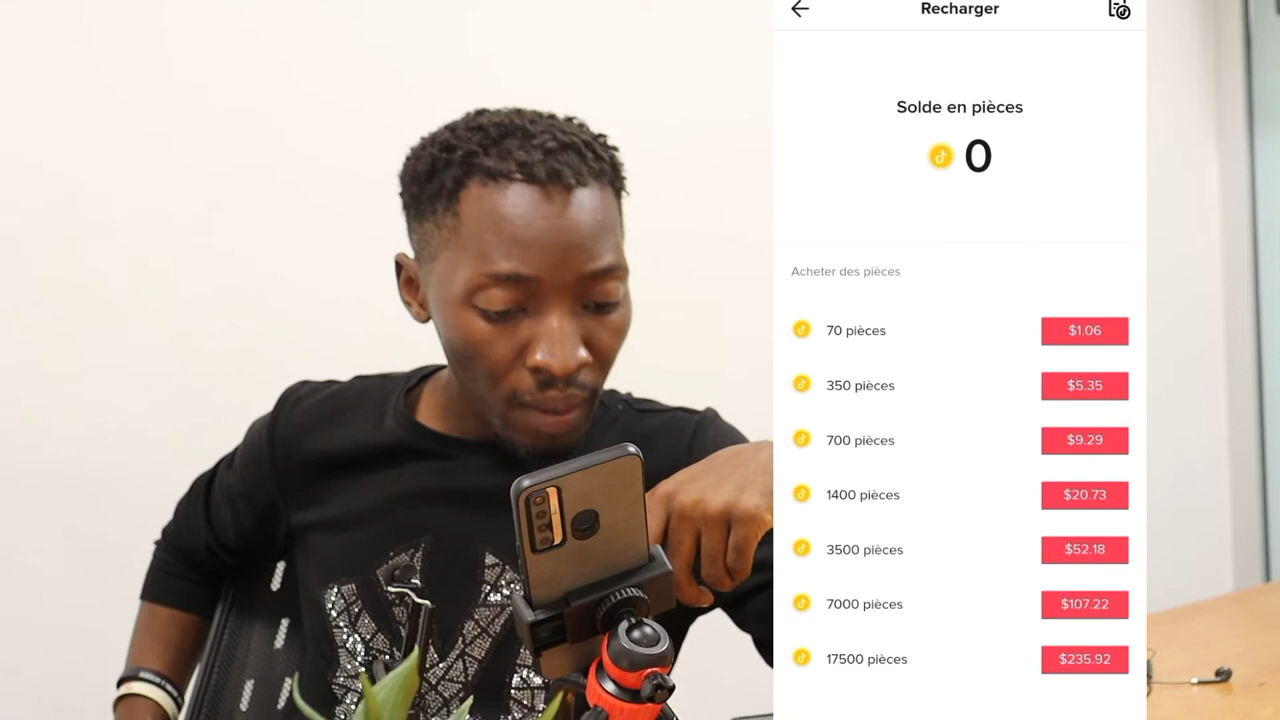 Recharger
Solde en pièces
0
Acheter des pièces
70 pièces $1.06
350 pièces $5.35
700 pièces $9.29
1400 pièces $20.73
3500 pièces $52.18
7000 pièces $107.22
17500 pièces $235.92